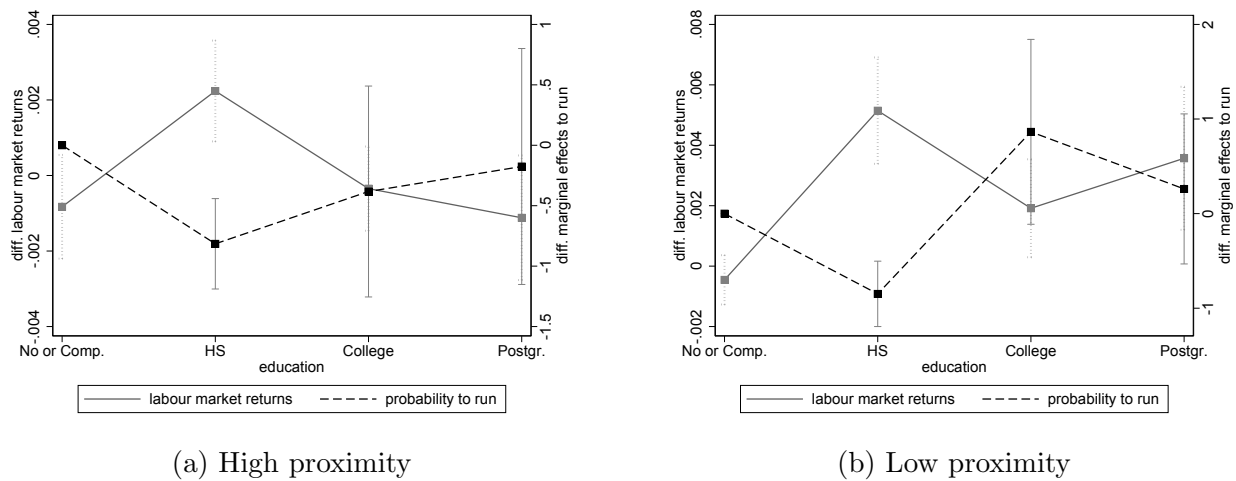 diff. labour market returns
.004
.002
0
-.002
-.004
1
.5
0
-.5
-1
-1.5
diff. marginal effects to run
No or Comp. HS College Postgr.
education
labour market returns probability to run
(a) High proximity
diff. labour market returns
.008
.006
.004
.002
0
-.002
2
1
0
-1
diff. marginal effects to run
No or Comp. HS College Postgr.
education
labour market returns probability to run
(b) Low proximity